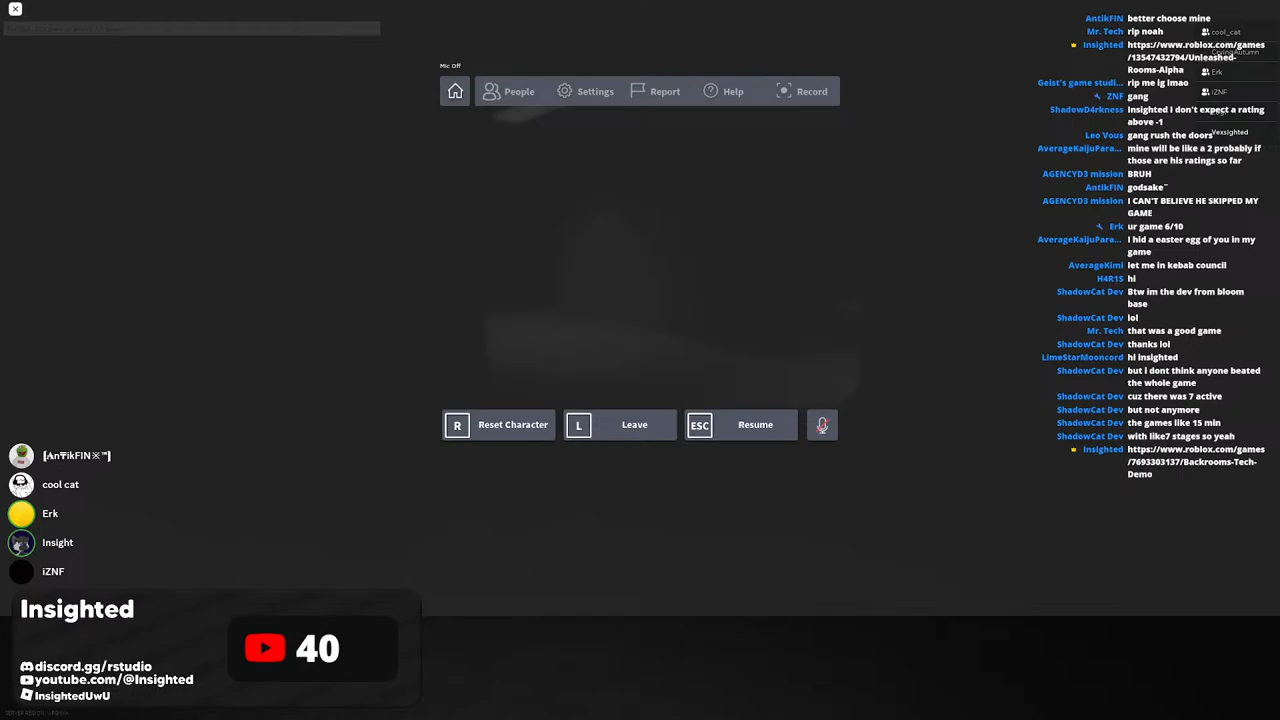 Mic Off
People
Settings
Report
Help
Record
R
Reset Character
L
Leave
ESC
Resume
AntikFIN better choose mine
Mr. Tech rip noah
Insighted https://www.roblox.com/games
/13547432794/Unleashed-
Rooms-Alpha
Geist's game studi... rip me ig lmao
ZNF gang
ShadowD4rkness Insighted I don't expect a rating
above -1
Leo Vous gang rush the doors
AverageKaijuPara... mine will be like a 2 probably if
those are his ratings so far
AGENCYD3 mission BRUH
AntikFIN godsake~
AGENCYD3 mission I CAN'T BELIEVE HE SKIPPED MY
GAME
Erk ur game 6/10
AverageKaijuPara... I hid a easter egg of you in my
game
AverageKimi let me in kebab council
H4R1S hi
ShadowCat Dev Btw im the dev from bloom
base
ShadowCat Dev lol
Mr. Tech that was a good game
ShadowCat Dev thanks lol
LimeStarMooncord hi insighted
ShadowCat Dev but i dont think anyone beated
the whole game
ShadowCat Dev cuz there was 7 active
ShadowCat Dev but not anymore
ShadowCat Dev the games like 15 min
ShadowCat Dev with like7 stages so yeah
Insighted https://www.roblox.com/games
/7693303137/Backrooms-Tech-
Demo
cool_cat
CryingAutumn
Erk
iZNF
Vexsighted
[₳n₮ikFIN※™]
cool cat
Erk
Insight
iZNF
Insighted
40
discord.gg/rstudio
youtube.com/@Insighted
InsightedUwU